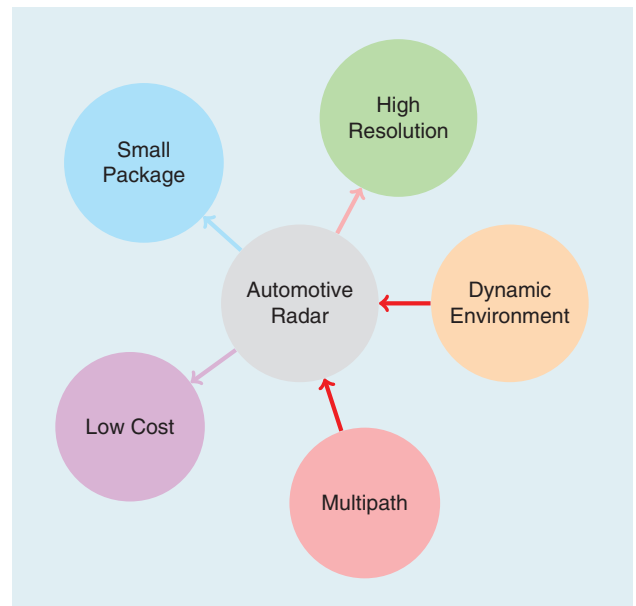 High
Resolution
Small
Package
Automotive
Radar
Dynamic
Environment
Low Cost
Multipath